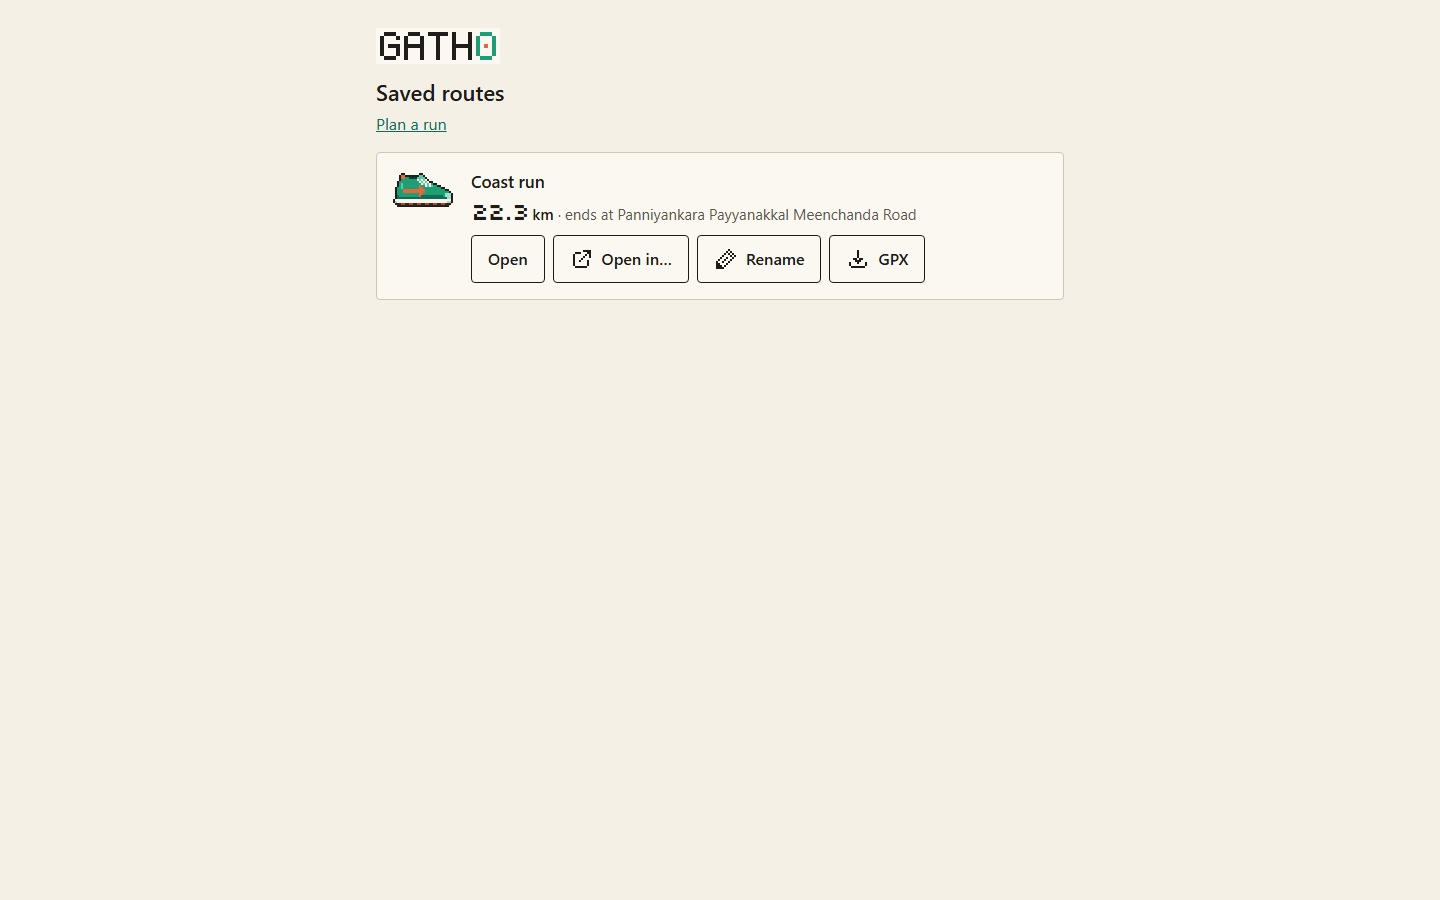 GATHO
Saved routes
Plan a run
Coast run
22.3 km · ends at Panniyankara Payyanakkal Meenchanda Road
Open
Open in...
Rename
GPX